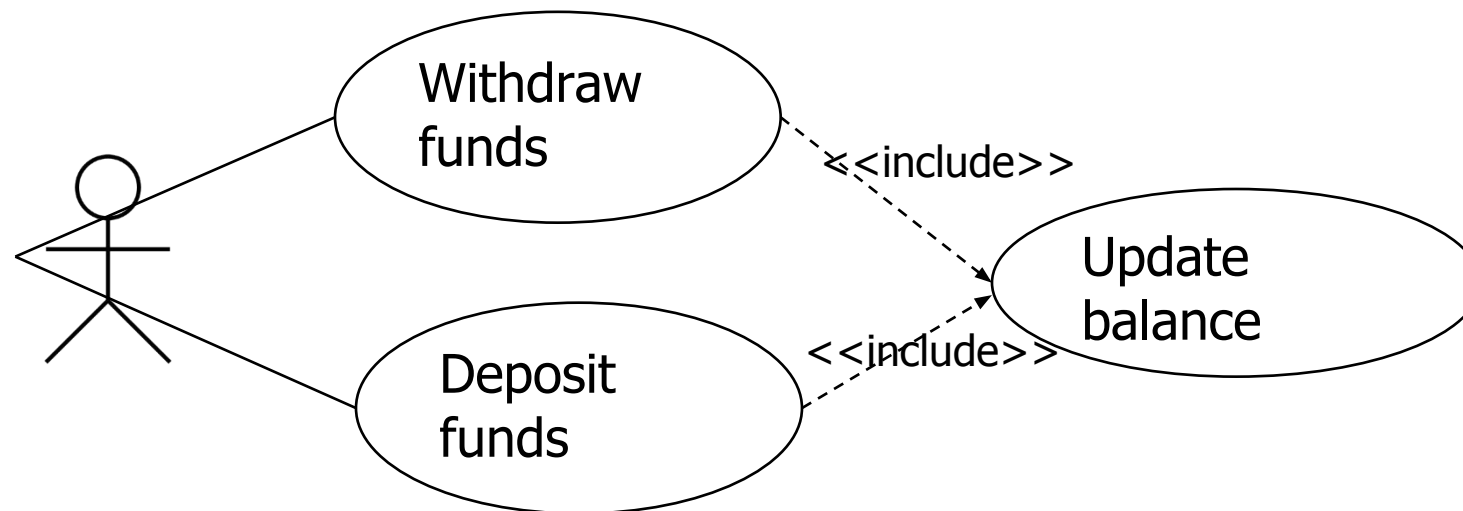 Withdraw
funds
<<include>>
Update
balance
<<include>>
Deposit
funds